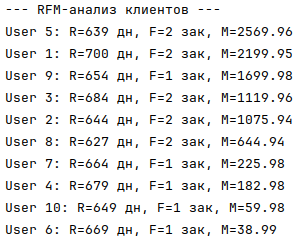 --- RFM-анализ клиентов ---
User 5: R=639 дн, F=2 зак, M=2569.96
User 1: R=700 дн, F=2 зак, M=2199.95
User 9: R=654 дн, F=1 зак, M=1699.98
User 3: R=684 дн, F=2 зак, M=1119.96
User 2: R=644 дн, F=2 зак, M=1075.94
User 8: R=627 дн, F=2 зак, M=644.94
User 7: R=664 дн, F=1 зак, M=225.98
User 4: R=679 дн, F=1 зак, M=182.98
User 10: R=649 дн, F=1 зак, M=59.98
User 6: R=669 дн, F=1 зак, M=38.99